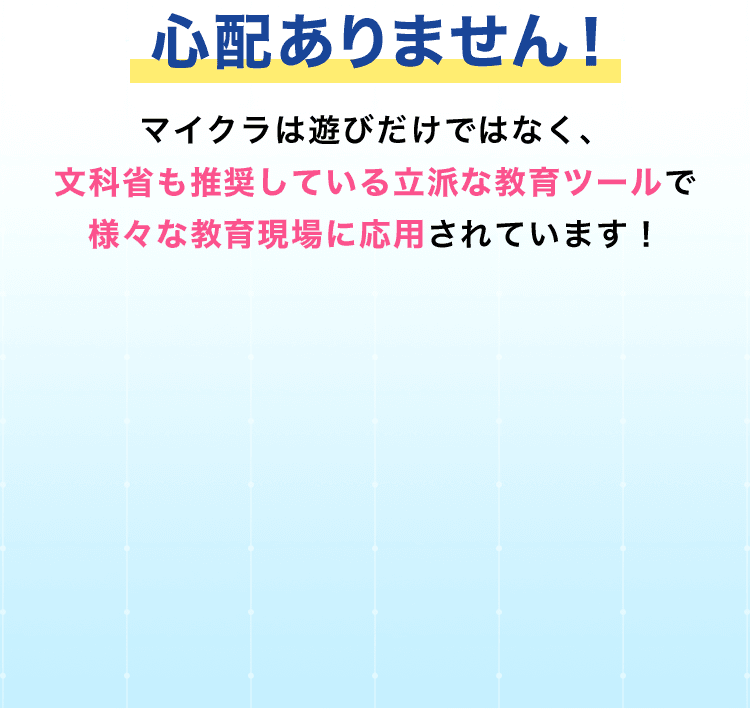 心配ありません！
マイクラは遊びだけではなく、
文科省も推奨している立派な教育ツールで
様々な教育現場に応用されています！